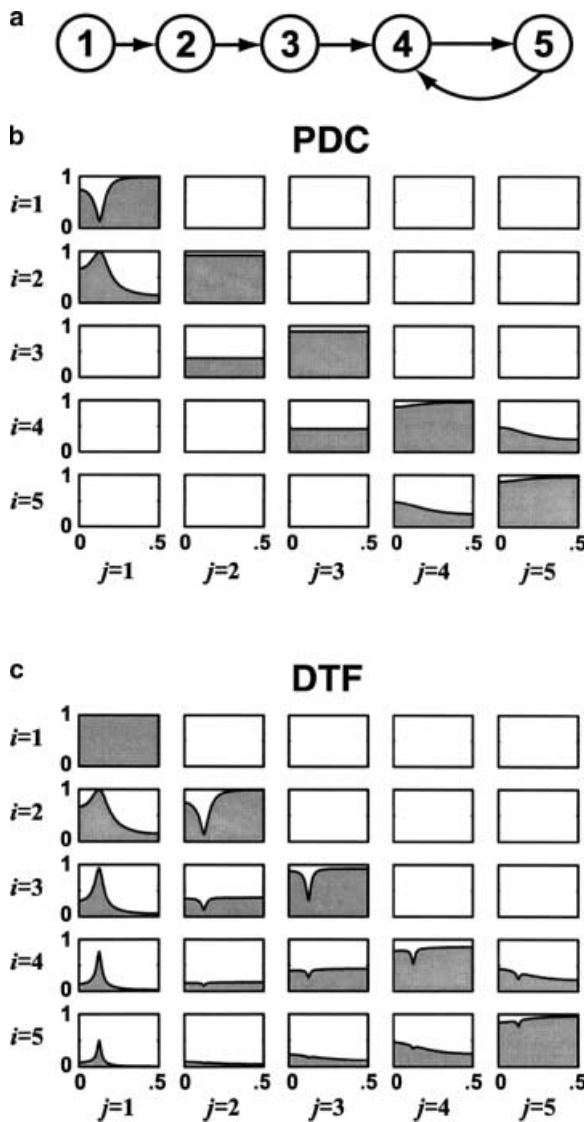 a
1 2 3 4 5
b
PDC
i=1 1 0
i=2 1 0
i=3 1 0
i=4 1 0
i=5 1 0
0 .5 0 .5 0 .5 0 .5 0 .5
j=1 j=2 j=3 j=4 j=5
c
DTF
i=1 1 0
i=2 1 0
i=3 1 0
i=4 1 0
i=5 1 0
0 .5 0 .5 0 .5 0 .5 0 .5
j=1 j=2 j=3 j=4 j=5